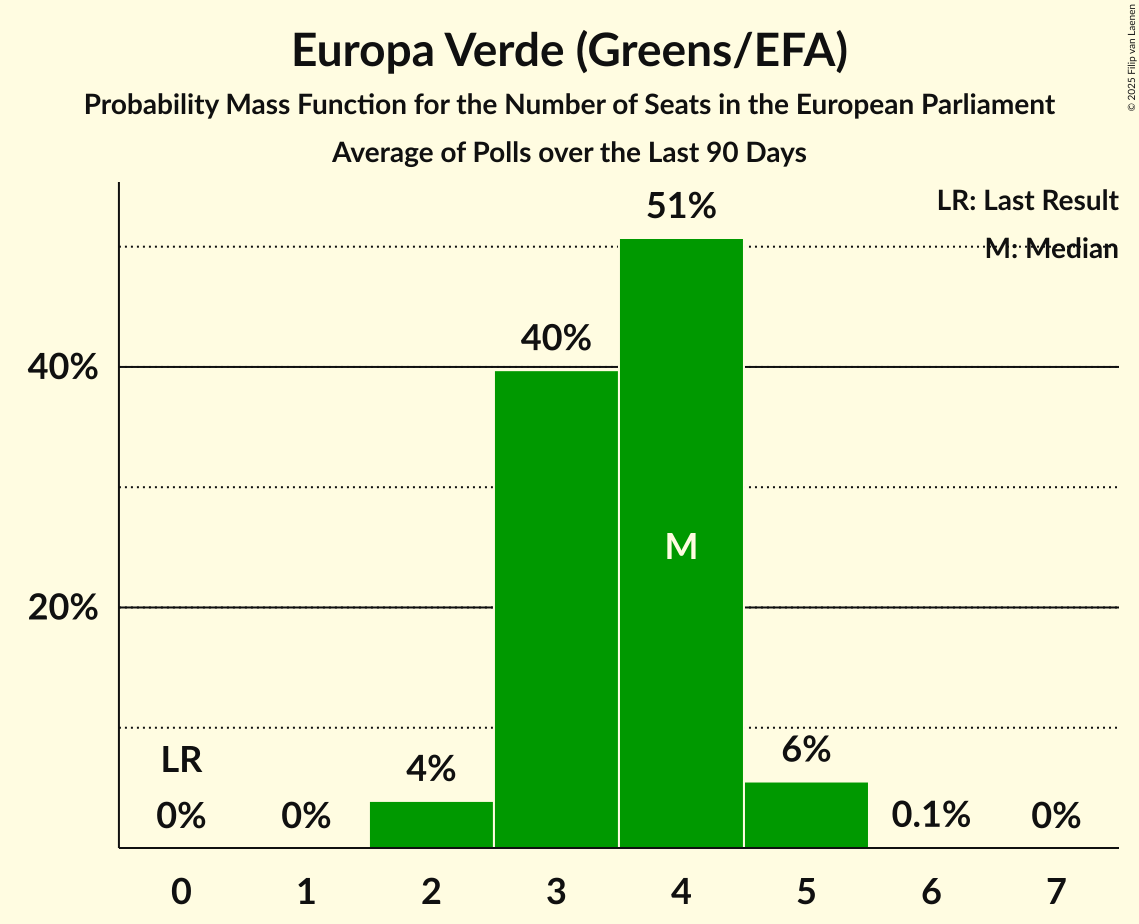 Europa Verde (Greens/EFA)
Probability Mass Function for the Number of Seats in the European Parliament
Average of Polls over the Last 90 Days
© 2025 Filip van Laenen
LR: Last Result
M: Median
51%
40%
40%
M
20%
LR
4%
6%
0%
0%
0.1%
0%
0 1 2 3 4 5 6 7